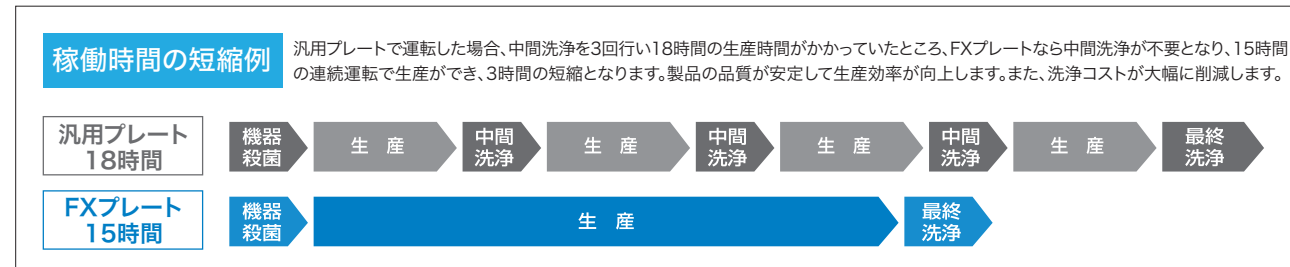 稼働時間の短縮例
汎用プレートで運転した場合、中間洗浄を3回行い18時間の生産時間がかかっていたところ、FXプレートなら中間洗浄が不要となり、15時間
の連続運転で生産ができ、3時間の短縮となります。製品の品質が安定して生産効率が向上します。また、洗浄コストが大幅に削減します。
汎用プレート
18時間
機器
殺菌
生 産
中間
洗浄
生 産
中間
洗浄
生 産
中間
洗浄
生 産
最終
洗浄
FXプレート
15時間
機器
殺菌
生 産
最終
洗浄